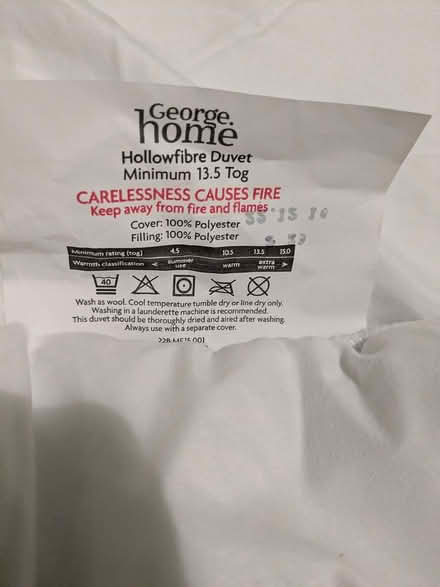 George.
home
Hollowfibre Duvet
Minimum 13.5 Tog
CARELESSNESS CAUSES FIRE
Keep away from fire and flames
Cover: 100% Polyester
Filling: 100% Polyester
Minimum rating (tog) 4.5 10.5 13.5 15.0
Warmth classification summer use warm extra warm
40
Wash as wool. Cool temperature tumble dry or line dry only.
Washing in a launderette machine is recommended.
This duvet should be thoroughly dried and aired after washing.
Always use with a separate cover.